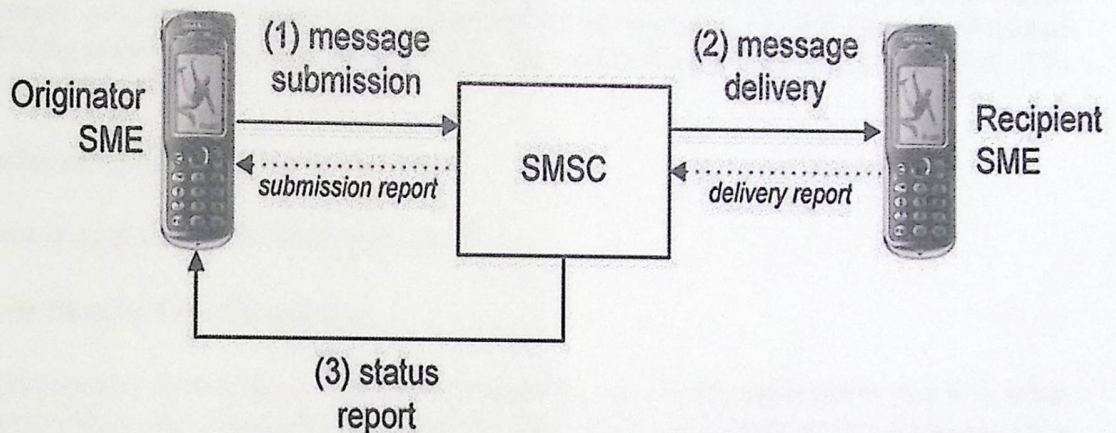 (1) message
submission
(2) message
delivery
Originator
SME
SMSC
Recipient
SME
submission report
delivery report
(3) status
report